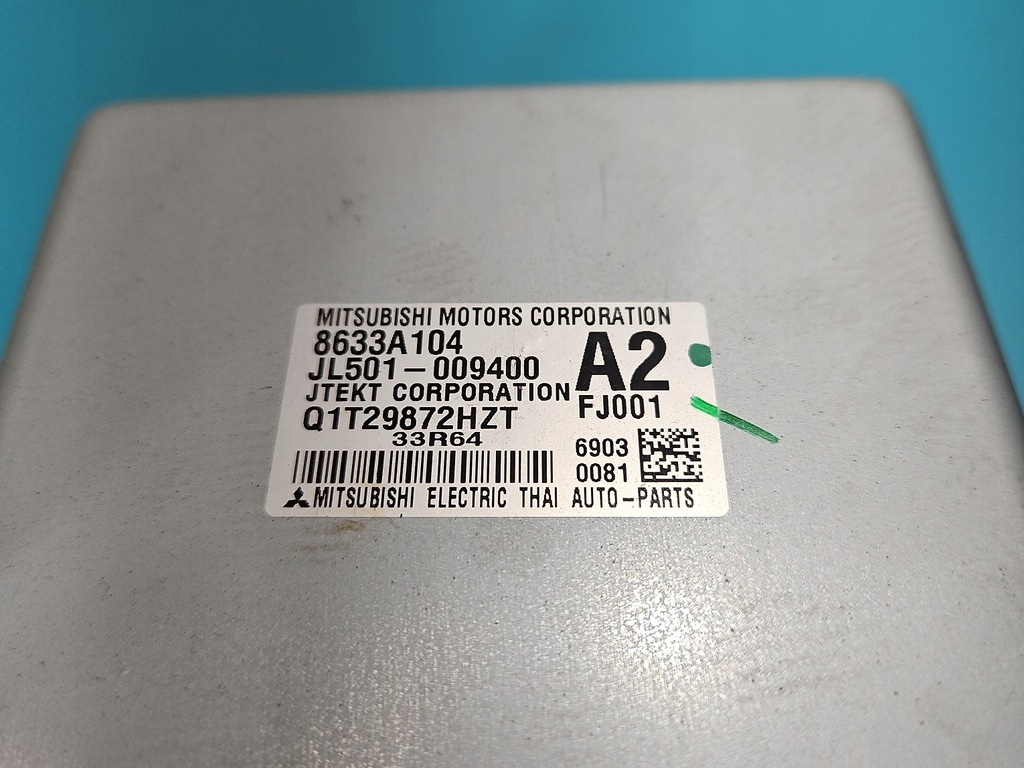 MITSUBISHI MOTORS CORPORATION
8633A104
JL501-009400
A2
JTEKT CORPORATION
FJ001
Q1T29872HZT
33R64
6903
0081
MITSUBISHI ELECTRIC THAI AUTO-PARTS